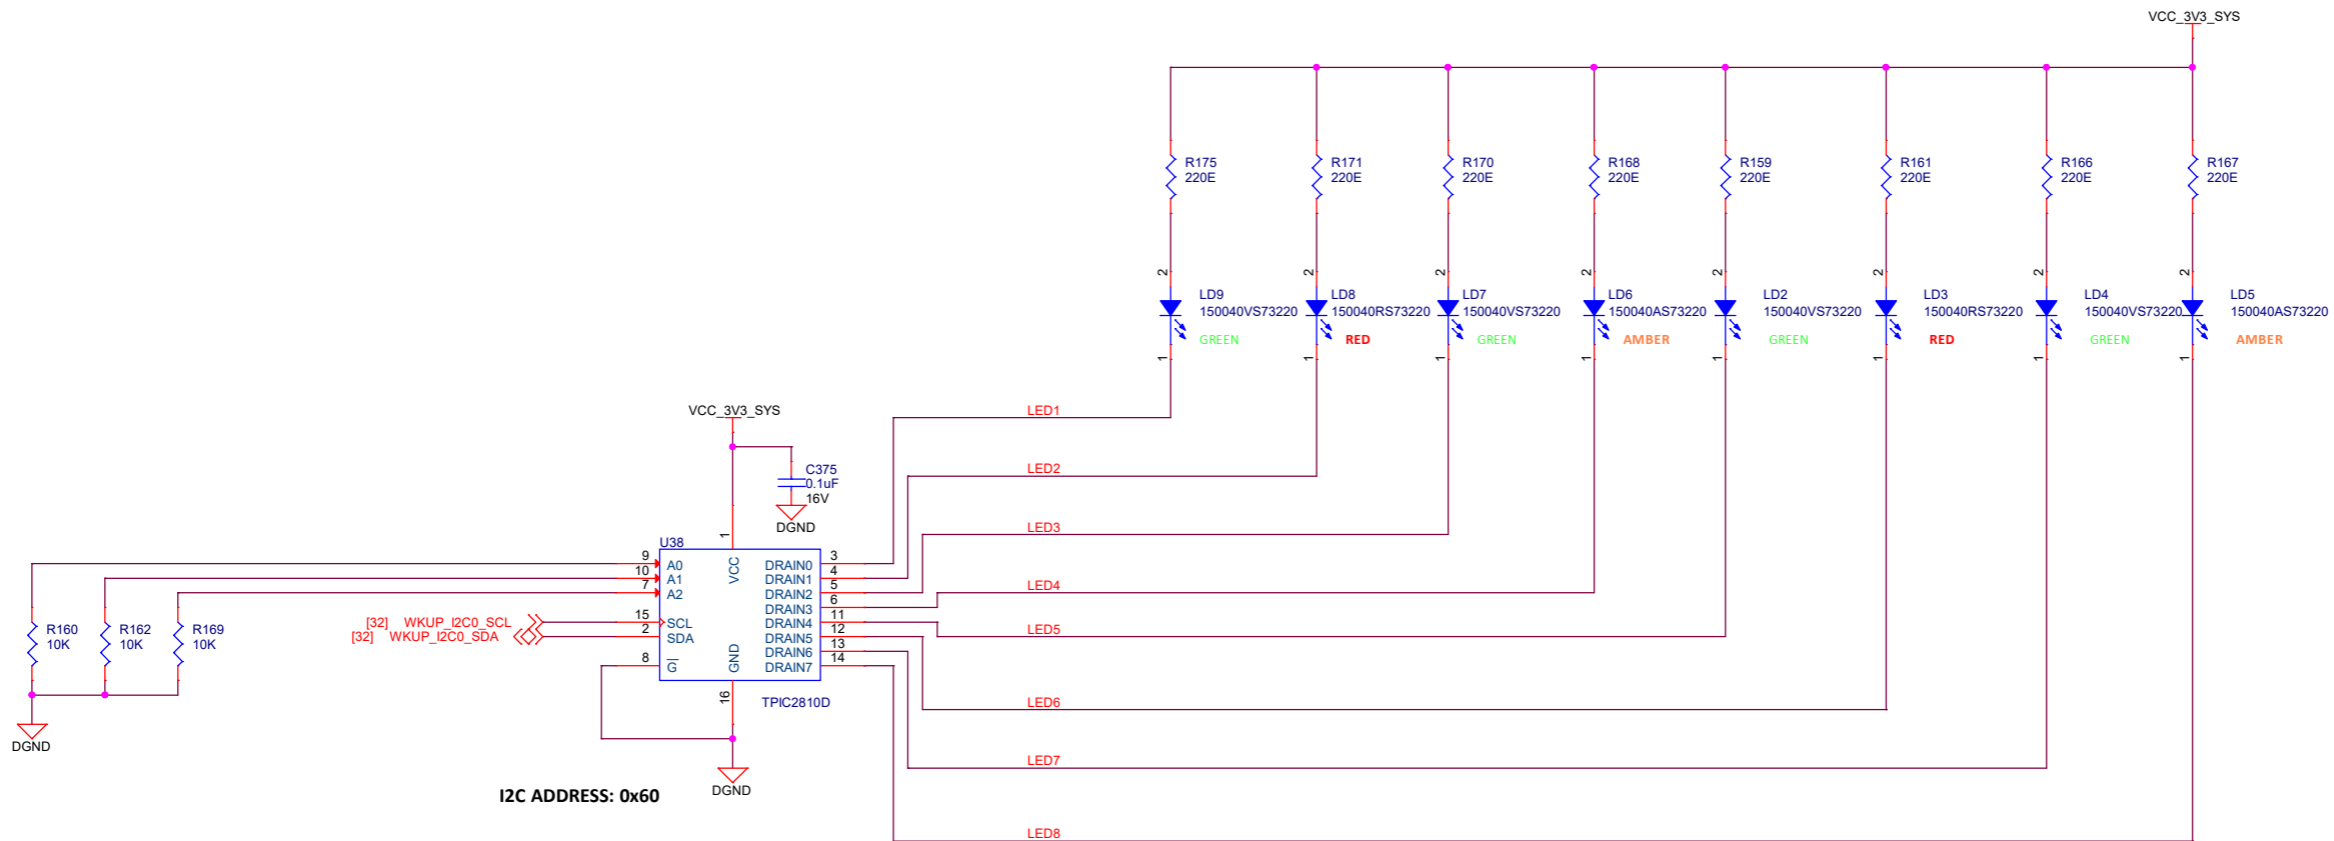 VCC_3V3_SYS
R175
220E
R171
220E
R170
220E
R168
220E
R159
220E
R161
220E
R166
220E
R167
220E
2
2
2
2
2
2
2
2
LD9
150040VS73220
GREEN
LD8
150040RS73220
RED
LD7
150040VS73220
GREEN
LD6
150040AS73220
AMBER
LD2
150040VS73220
GREEN
LD3
150040RS73220
RED
LD4
150040VS73220
GREEN
LD5
150040AS73220
AMBER
1
1
1
1
1
1
1
1
VCC_3V3_SYS
C375
0.1uF
16V
DGND
LED1
LED2
LED3
LED4
LED5
LED6
LED7
LED8
U38
1
VCC
9 A0
10 A1
7 A2
15 SCL
2 SDA
8 G
GND
16
DRAIN0 3
DRAIN1 4
DRAIN2 5
DRAIN3 6
DRAIN4 11
DRAIN5 12
DRAIN6 13
DRAIN7 14
TPIC2810D
[32] WKUP_I2C0_SCL
[32] WKUP_I2C0_SDA
R160
10K
R162
10K
R169
10K
DGND
DGND
I2C ADDRESS: 0x60